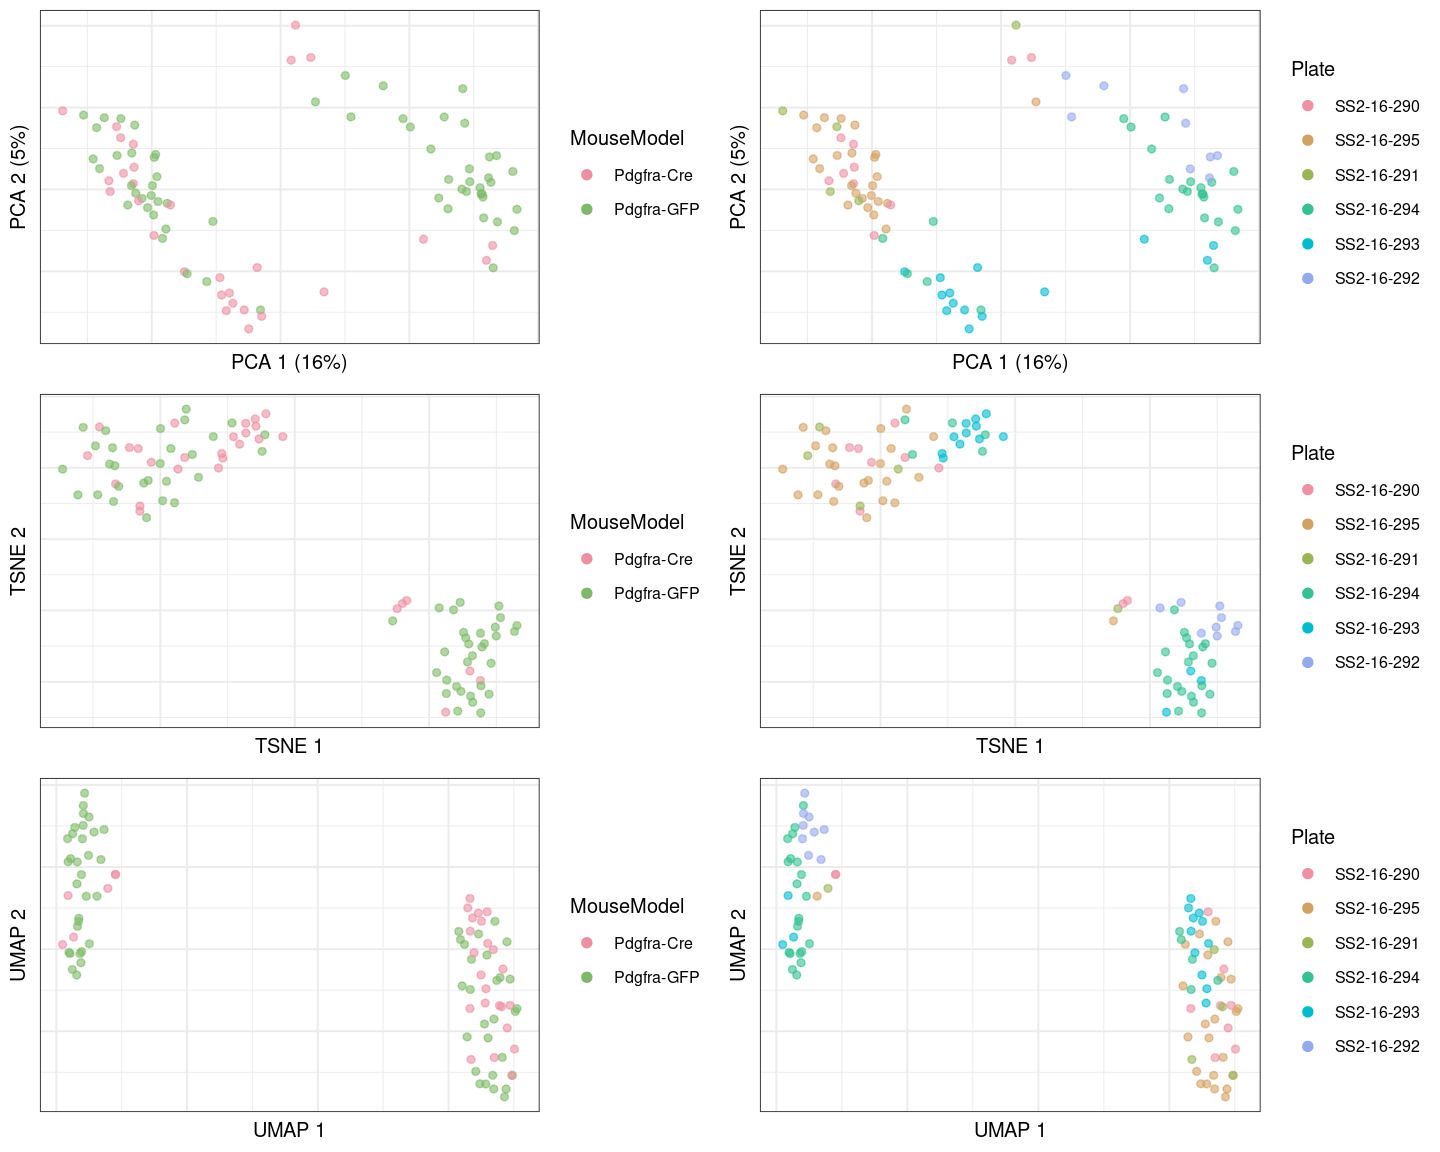 PCA 2 (5%)
PCA 1 (16%)
MouseModel
Pdgfra-Cre
Pdgfra-GFP
PCA 2 (5%)
PCA 1 (16%)
Plate
SS2-16-290
SS2-16-295
SS2-16-291
SS2-16-294
SS2-16-293
SS2-16-292
TSNE 2
TSNE 1
MouseModel
Pdgfra-Cre
Pdgfra-GFP
TSNE 2
TSNE 1
Plate
SS2-16-290
SS2-16-295
SS2-16-291
SS2-16-294
SS2-16-293
SS2-16-292
UMAP 2
UMAP 1
MouseModel
Pdgfra-Cre
Pdgfra-GFP
UMAP 2
UMAP 1
Plate
SS2-16-290
SS2-16-295
SS2-16-291
SS2-16-294
SS2-16-293
SS2-16-292